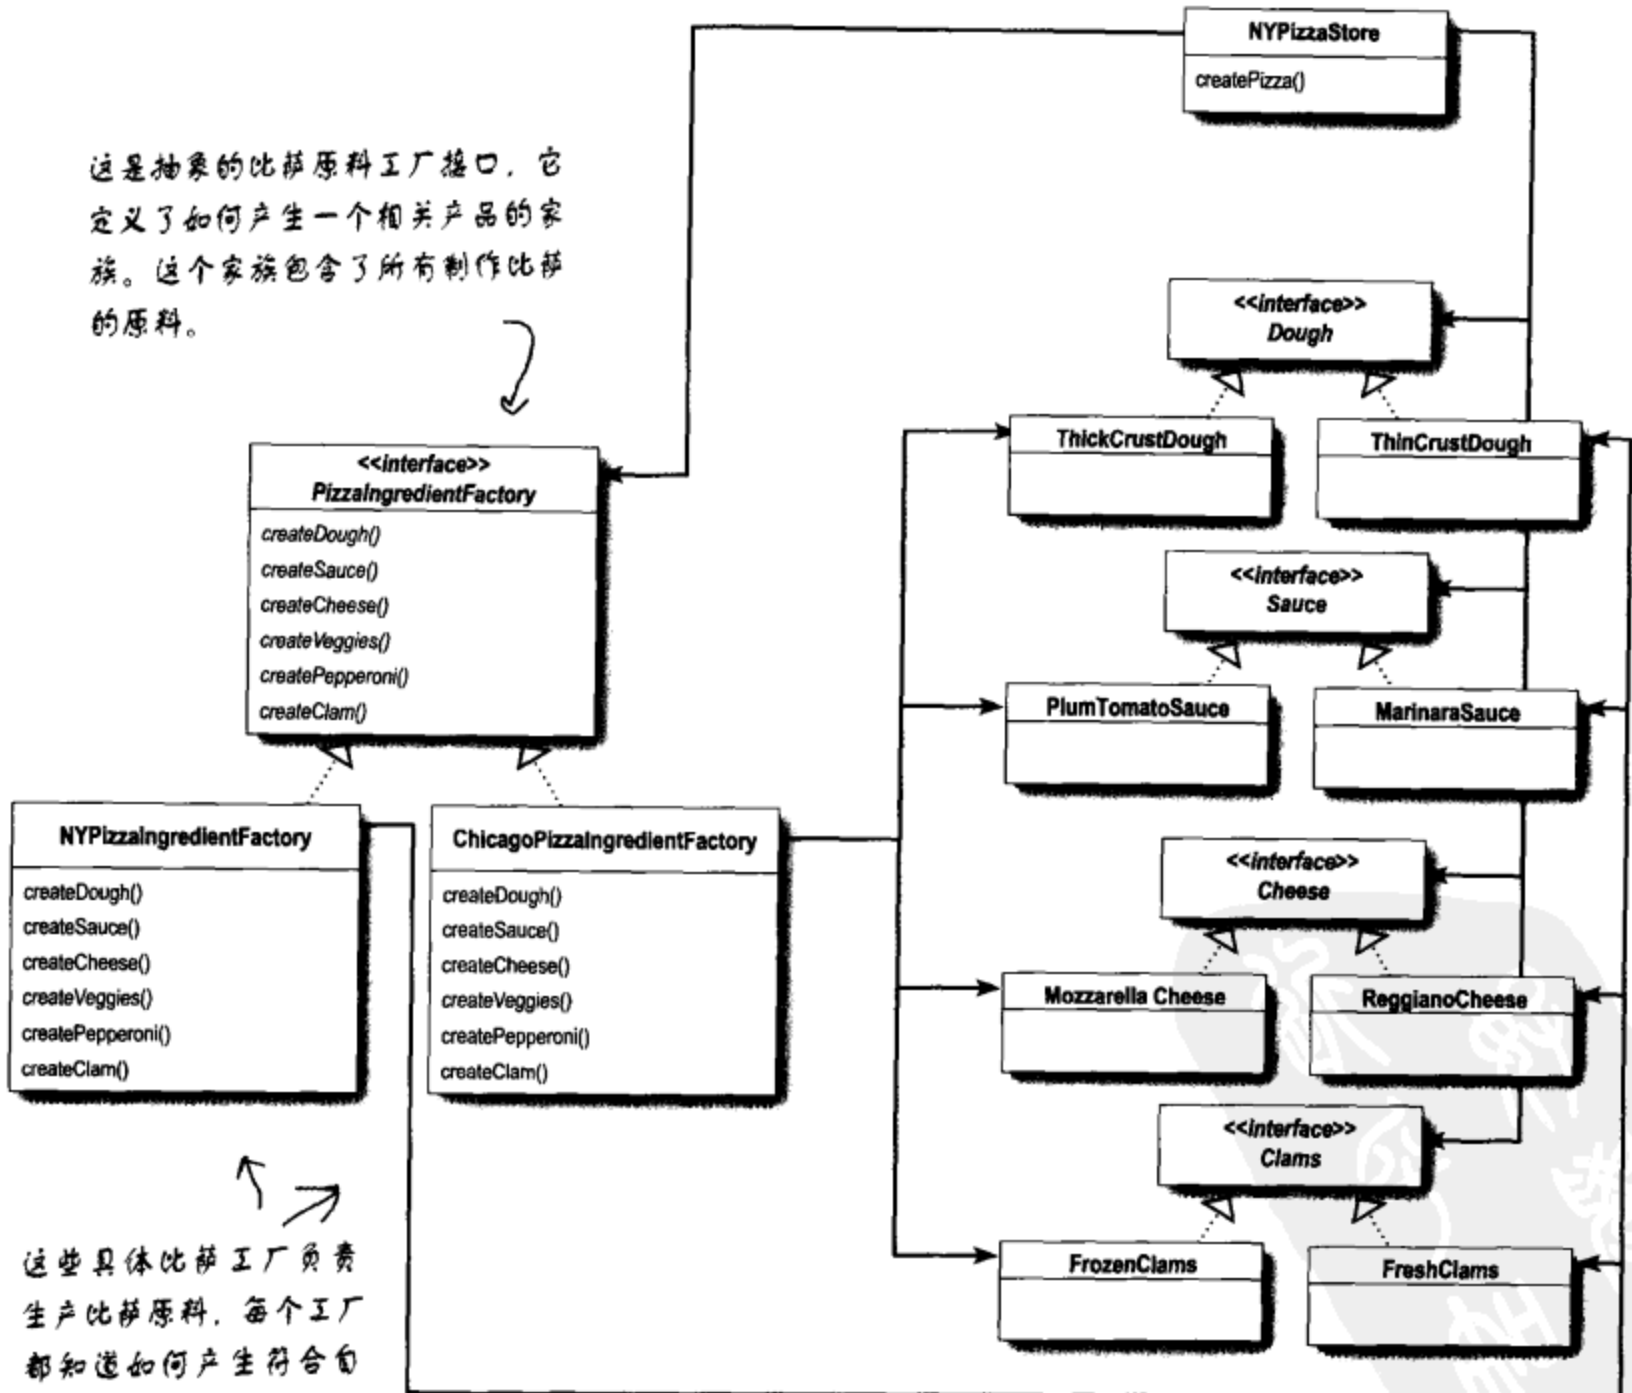 NYPizzaStore
createPizza()
这是抽象的比萨原料工厂接口，它
定义了如何产生一个相关产品的家
族。这个家族包含了所有制作比萨
的原料。
<<interface>>
PizzaIngredientFactory
createDough()
createSauce()
createCheese()
createVeggies()
createPepperoni()
createClam()
NYPizzaIngredientFactory
createDough()
createSauce()
createCheese()
createVeggies()
createPepperoni()
createClam()
ChicagoPizzaIngredientFactory
createDough()
createSauce()
createCheese()
createVeggies()
createPepperoni()
createClam()
这些具体比萨工厂负责
生产比萨原料，每个工厂
都知道如何产生符合自
<<interface>>
Dough
ThickCrustDough
ThinCrustDough
<<interface>>
Sauce
PlumTomatoSauce
MarinaraSauce
<<interface>>
Cheese
Mozzarella Cheese
ReggianoCheese
<<interface>>
Clams
FrozenClams
FreshClams